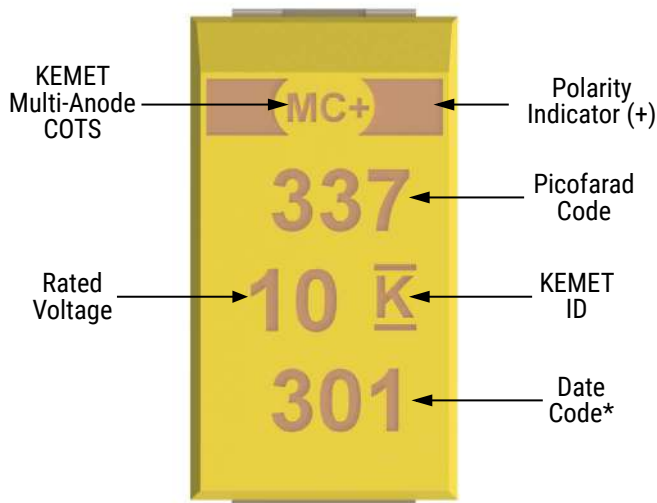 KEMET
Multi-Anode
COTS
MC+
Polarity
Indicator (+)
337
Picofarad
Code
Rated
Voltage
10 K
KEMET
ID
301
Date
Code*